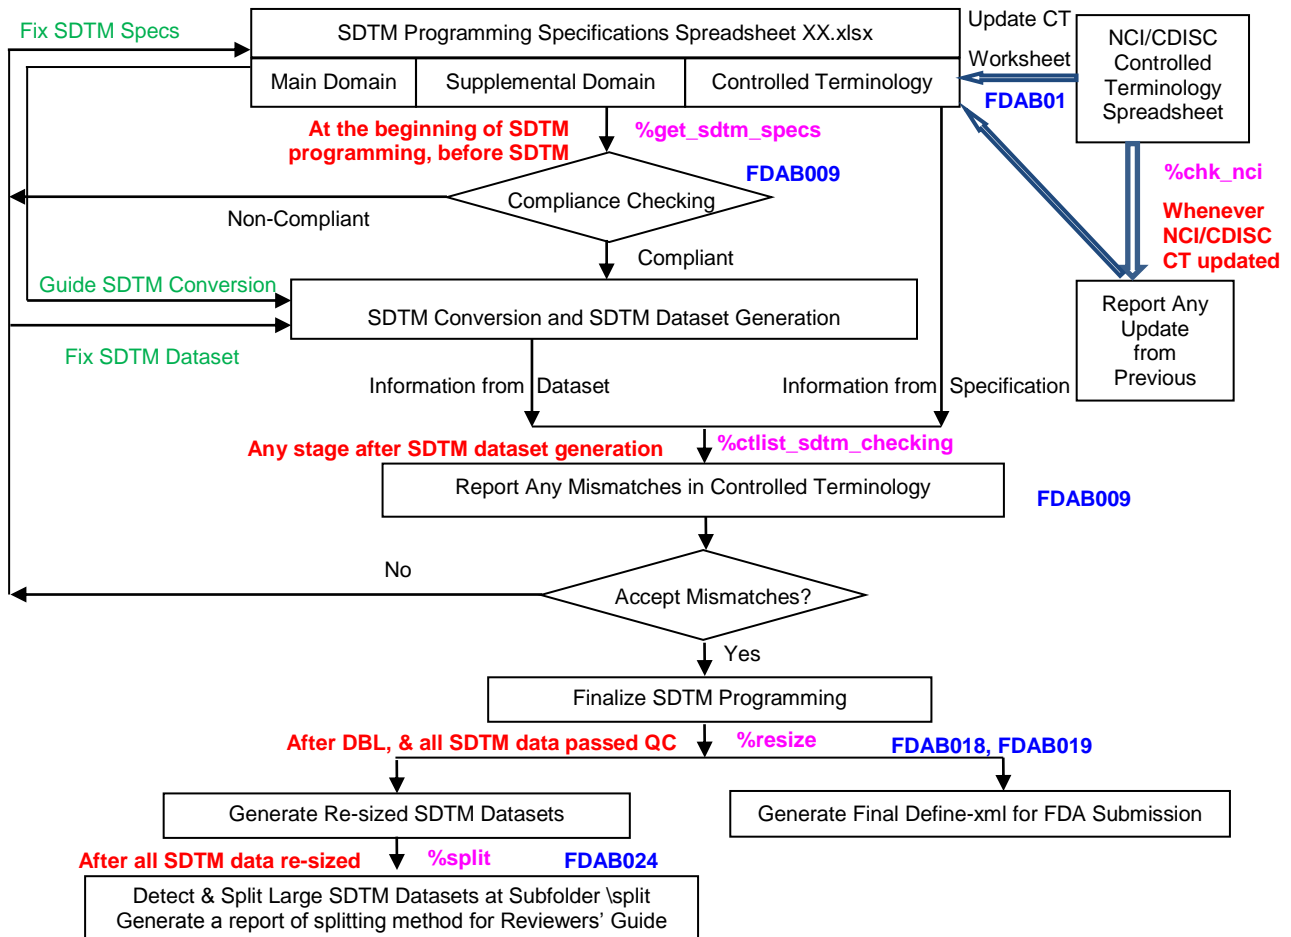 Fix SDTM Specs
SDTM Programming Specifications Spreadsheet XX.xlsx
Main Domain
Supplemental Domain
Controlled Terminology
Update CT
Worksheet
FDAB01
NCI/CDISC
Controlled
Terminology
Spreadsheet
At the beginning of SDTM
programming, before SDTM
%get_sdtm_specs
FDAB009
Compliance Checking
Non-Compliant
Compliant
%chk_nci
Whenever
NCI/CDISC
CT updated
Report Any
Update
from
Previous
Guide SDTM Conversion
SDTM Conversion and SDTM Dataset Generation
Fix SDTM Dataset
Information from Dataset
Information from Specification
Any stage after SDTM dataset generation
%ctlist_sdtm_checking
Report Any Mismatches in Controlled Terminology
FDAB009
No
Accept Mismatches?
Yes
Finalize SDTM Programming
After DBL, & all SDTM data passed QC
%resize
FDAB018, FDAB019
Generate Re-sized SDTM Datasets
Generate Final Define-xml for FDA Submission
After all SDTM data re-sized
%split
FDAB024
Detect & Split Large SDTM Datasets at Subfolder \split
Generate a report of splitting method for Reviewers’ Guide